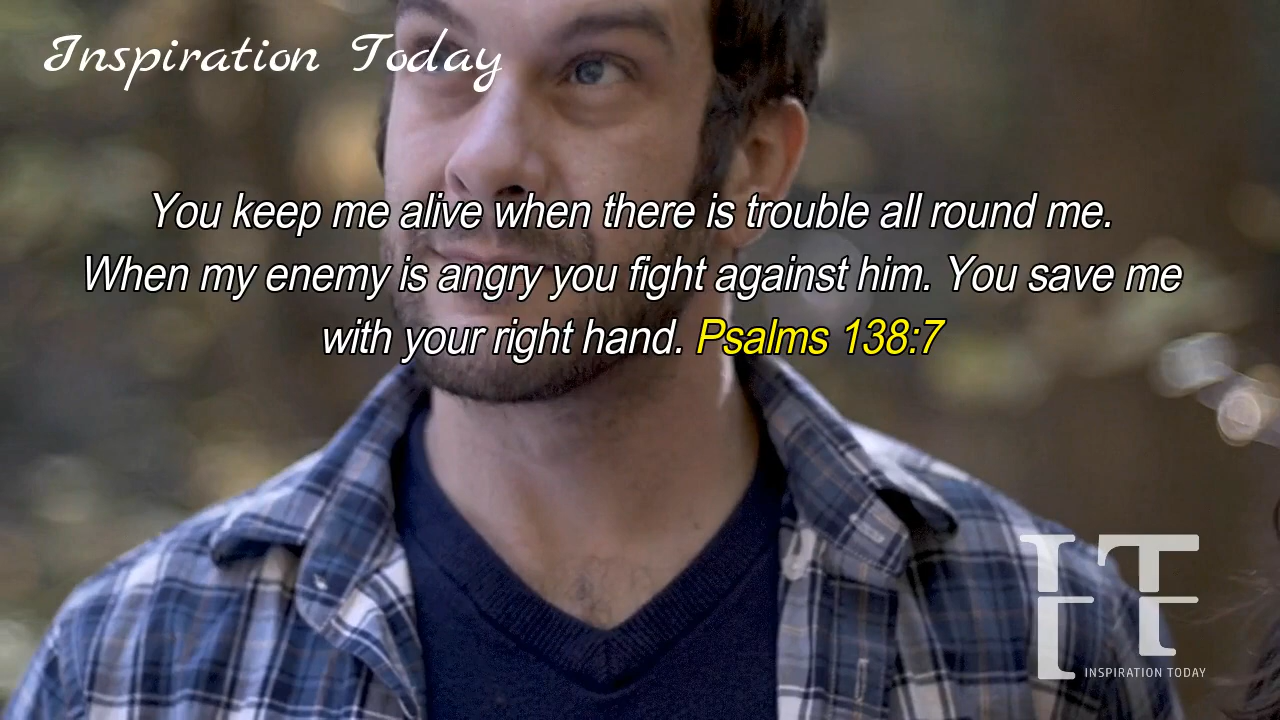 Inspiration Today
You keep me alive when there is trouble all round me.
When my enemy is angry you fight against him. You save me
with your right hand. Psalms 138:7
IT
INSPIRATION TODAY